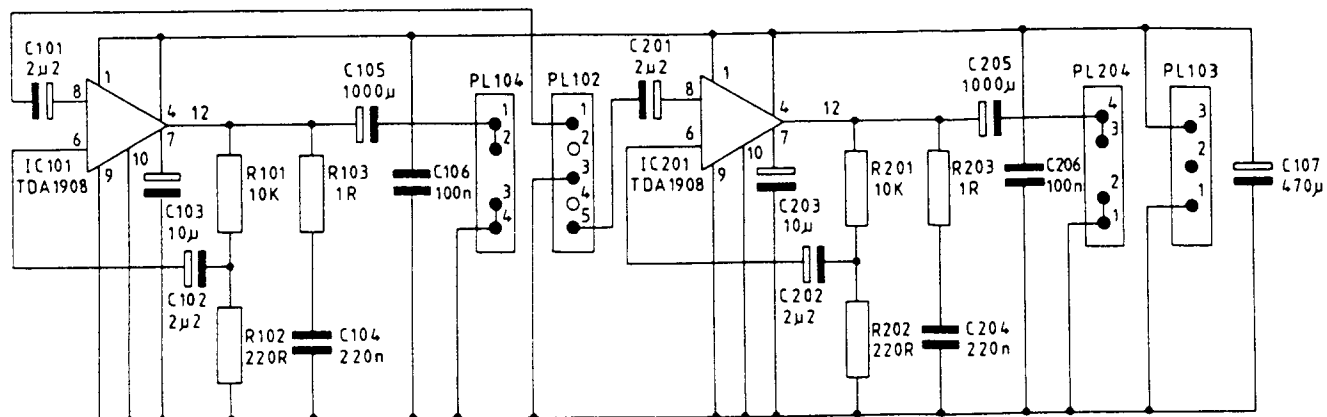 C101
2µ2
8
1
6
4
12
7
10
9
IC101
TDA1908
C103
10µ
C102
2µ2
R101
10K
R103
1R
R102
220R
C104
220n
C105
1000µ
C106
100n
PL104
1
2
3
4
PL102
1
2
3
4
5
C201
2µ2
8
1
6
4
12
7
10
9
IC201
TDA1908
C203
10µ
C202
2µ2
R201
10K
R203
1R
R202
220R
C204
220n
C205
1000µ
C206
100n
PL204
4
3
2
1
PL103
3
2
1
C107
470µ